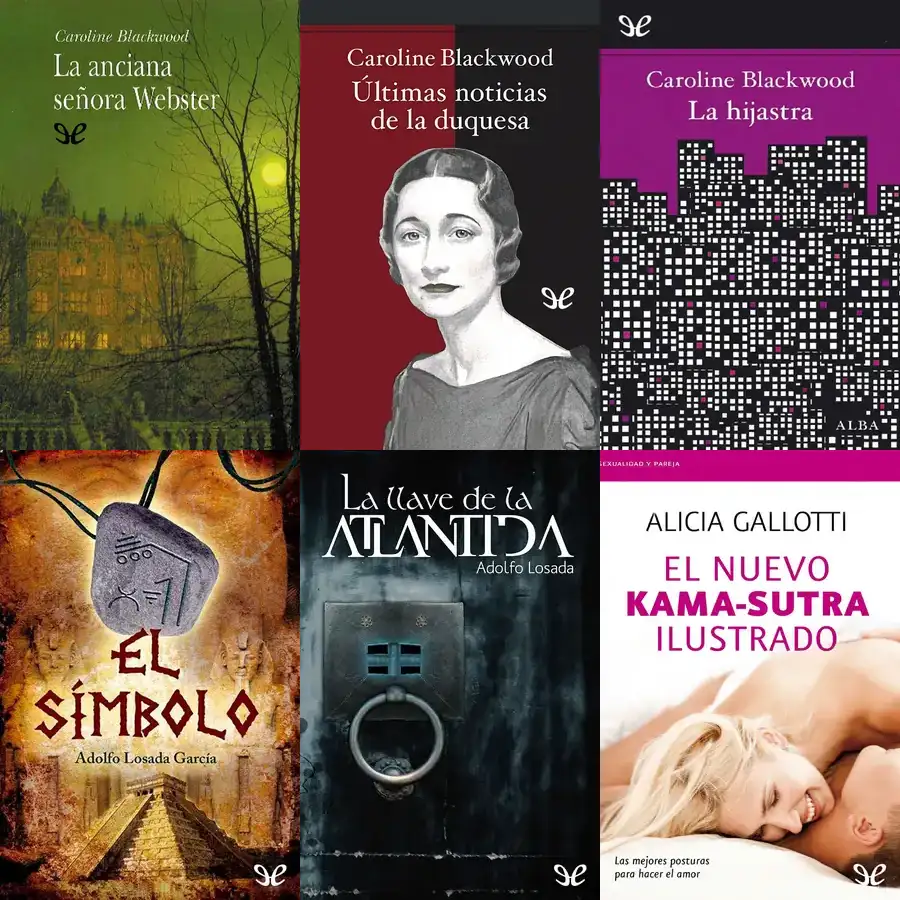 Caroline Blackwood
La anciana
señora Webster
Caroline Blackwood
Últimas noticias
de la duquesa
Caroline Blackwood
La hijastra
ALBA
EL
SÍMBOLO
Adolfo Losada García
La llave de la
ATLANTIDA
Adolfo Losada
SEXUALIDAD Y PAREJA
ALICIA GALLOTTI
EL NUEVO
KAMA-SUTRA
ILUSTRADO
Las mejores posturas
para hacer el amor